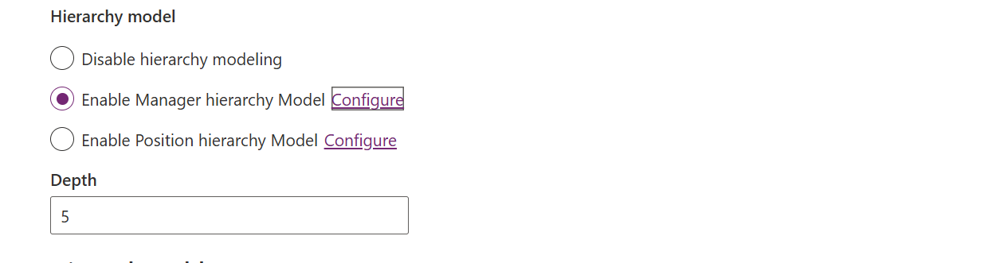 Hierarchy model
Disable hierarchy modeling
Enable Manager hierarchy Model Configure
Enable Position hierarchy Model Configure
Depth
5